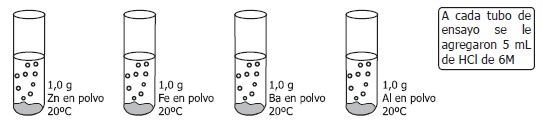 1,0 g
Zn en polvo
20ºC
1,0 g
Fe en polvo
20ºC
1,0 g
Ba en polvo
20ºC
1,0 g
Al en polvo
20ºC
A cada tubo de
ensayo se le
agregaron 5 mL
de HCl de 6M